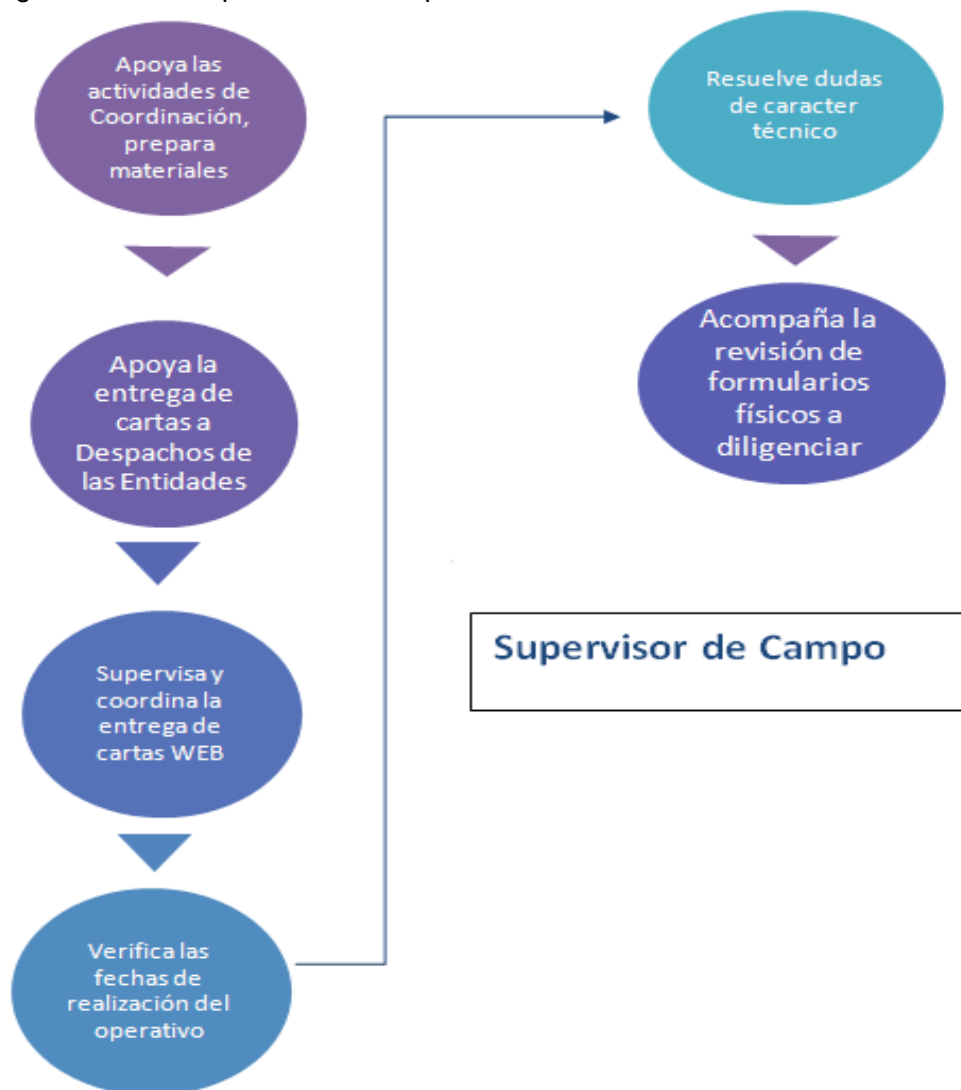 Apoya las
actividades de
Coordinación,
prepara
materiales
Apoya la
entrega de
cartas a
Despachos de
las Entidades
Supervisa y
coordina la
entrega de
cartas WEB
Verifica las
fechas de
realización del
operativo
Resuelve dudas
de caracter
técnico
Acompaña la
revisión de
formularios
físicos a
diligenciar
Supervisor de Campo